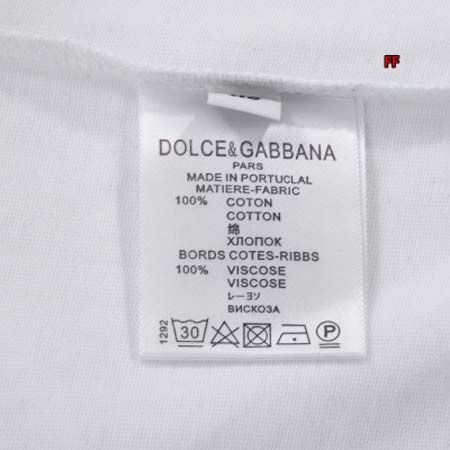 FF
DOLCE&GABBANA
PARS
MADE IN PORTUCLAL
MATIERE-FABRIC
100% COTON
COTTON
綿
ХЛОПОК
BORDS COTES-RIBBS
100% VISCOSE
VISCOSE
レーヨソ
ВИСКОЗА
1292 30 P